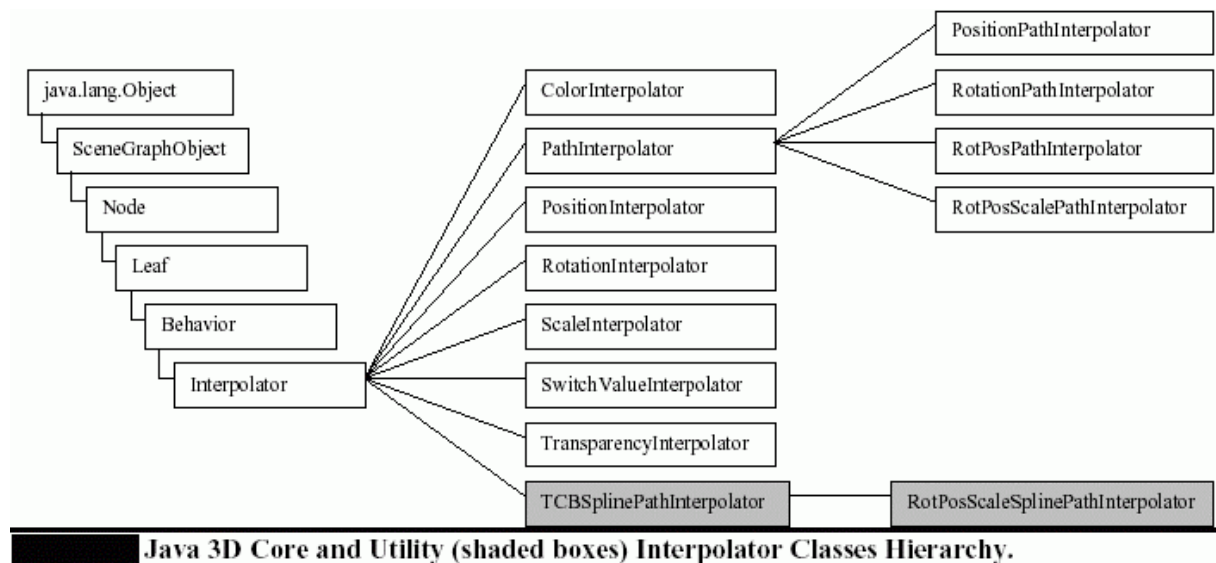 java.lang.Object
SceneGraphObject
Node
Leaf
Behavior
Interpolator
ColorInterpolator
PathInterpolator
PositionInterpolator
RotationInterpolator
ScaleInterpolator
SwitchValueInterpolator
TransparencyInterpolator
TCBSplinePathInterpolator
PositionPathInterpolator
RotationPathInterpolator
RotPosPathInterpolator
RotPosScalePathInterpolator
RotPosScaleSplinePathInterpolator
Java 3D Core and Utility (shaded boxes) Interpolator Classes Hierarchy.